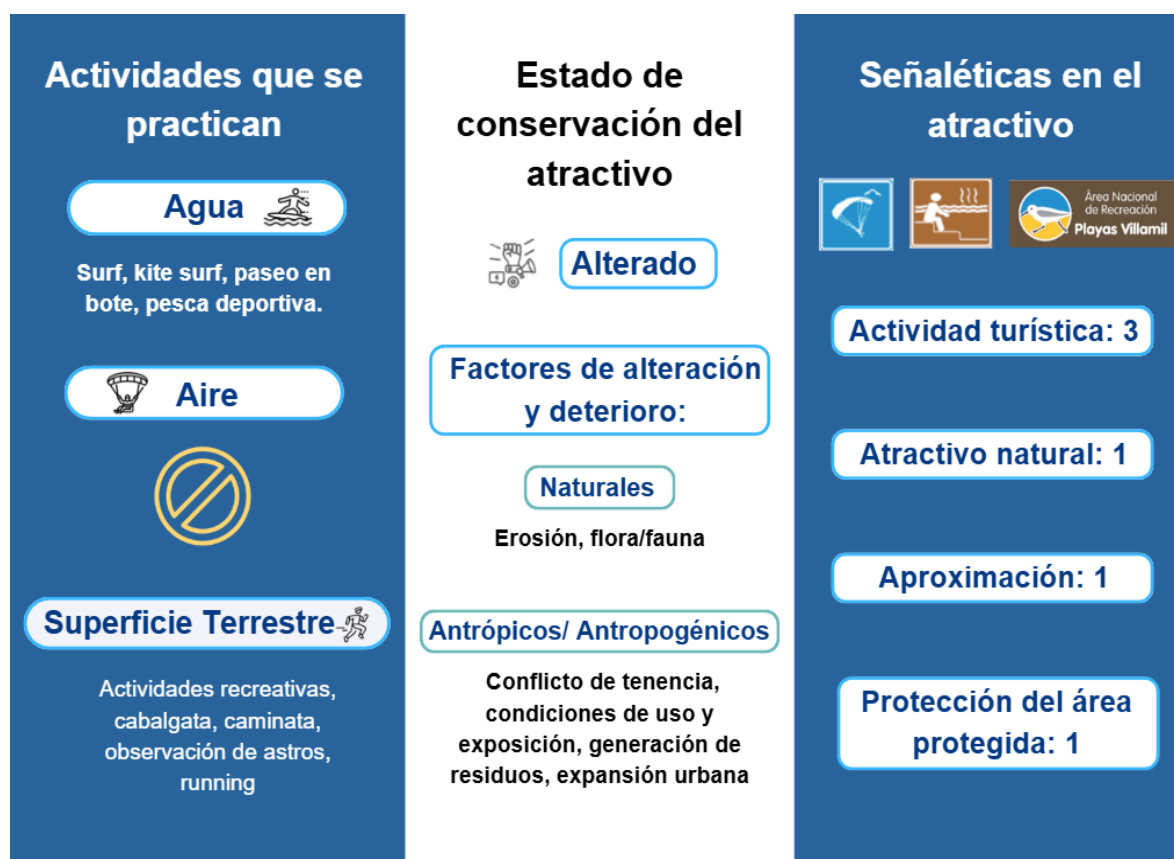 Actividades que se
practican
Agua
Surf, kite surf, paseo en
bote, pesca deportiva.
Aire
Superficie Terrestre
Actividades recreativas,
cabalgata, caminata,
observación de astros,
running
Estado de
conservación del
atractivo
Alterado
Factores de alteración
y deterioro:
Naturales
Erosión, flora/fauna
Antrópicos/ Antropogénicos
Conflicto de tenencia,
condiciones de uso y
exposición, generación de
residuos, expansión urbana
Señaléticas en el
atractivo
Área Nacional
de Recreación
Playas Villamil
Actividad turística: 3
Atractivo natural: 1
Aproximación: 1
Protección del área
protegida: 1